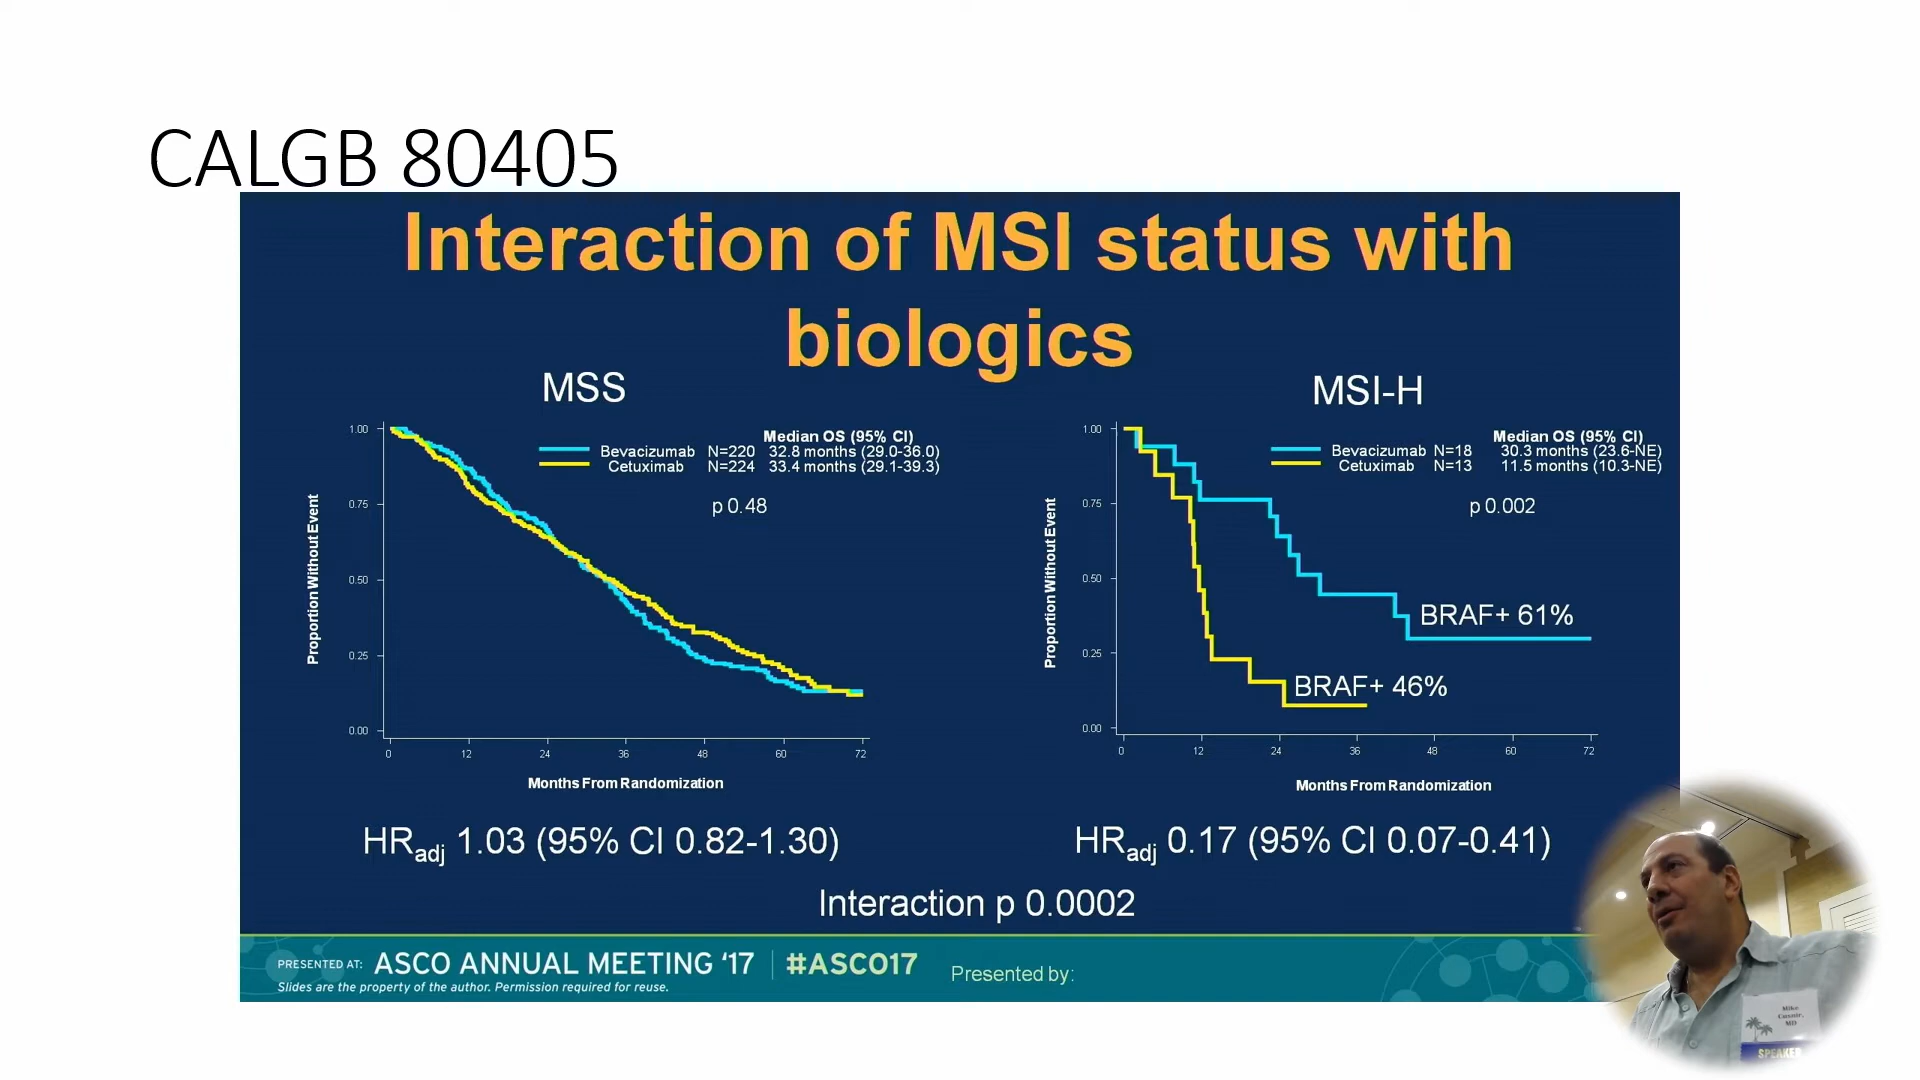 CALGB 80405
Interaction of MSI status with
biologics
MSS
1.00
0.75
0.50
0.25
0.00
Proportion Without Event
Median OS (95% CI)
Bevacizumab N=220 32.8 months (29.0-36.0)
Cetuximab N=224 33.4 months (29.1-39.3)
p 0.48
0 12 24 36 48 60 72
Months From Randomization
HRadj 1.03 (95% CI 0.82-1.30)
MSI-H
1.00
0.75
0.50
0.25
0.00
Proportion Without Event
Median OS (95% CI)
Bevacizumab N=18 30.3 months (23.6-NE)
Cetuximab N=13 11.5 months (10.3-NE)
p 0.002
BRAF+ 61%
BRAF+ 46%
0 12 24 36 48 60 72
Months From Randomization
HRadj 0.17 (95% CI 0.07-0.41)
Interaction p 0.0002
PRESENTED AT: ASCO ANNUAL MEETING '17 #ASCO17 Presented by:
Slides are the property of the author. Permission required for reuse.
Mike
Cusnir,
MD
SPEAKER